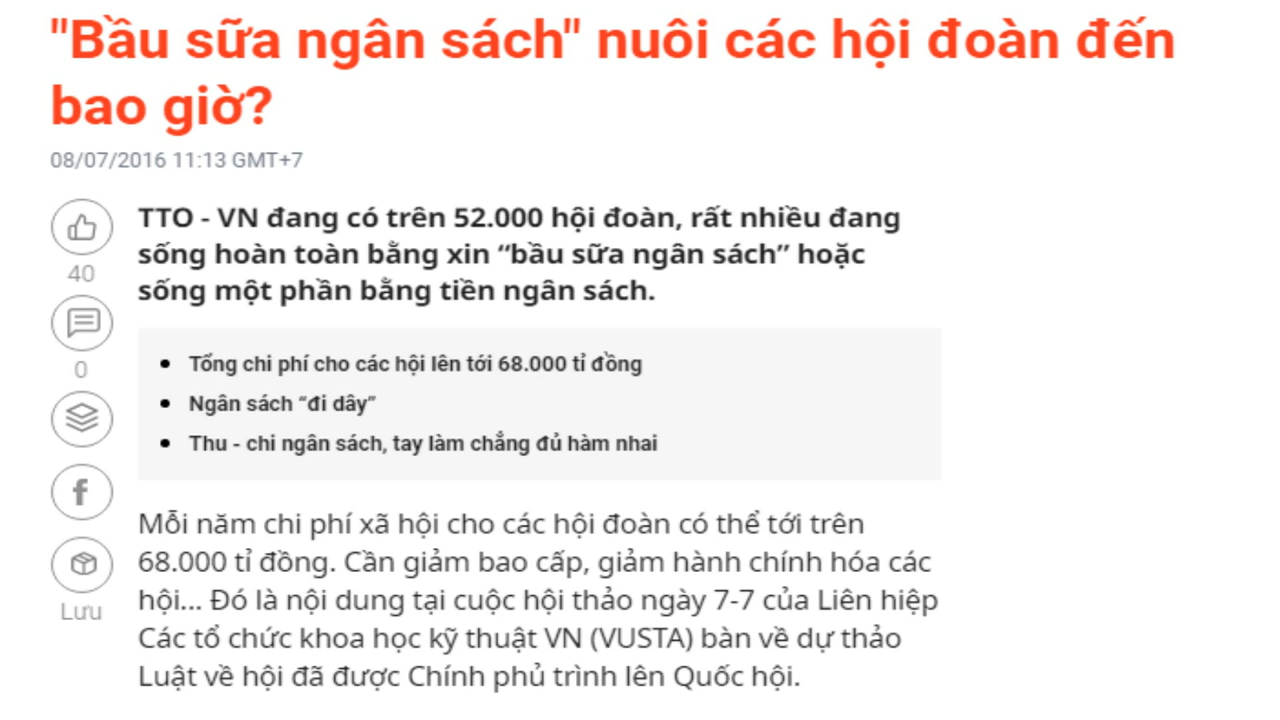 "Bầu sữa ngân sách" nuôi các hội đoàn đến
bao giờ?
08/07/2016 11:13 GMT+7
TTO - VN đang có trên 52.000 hội đoàn, rất nhiều đang
sống hoàn toàn bằng xin “bầu sữa ngân sách” hoặc
sống một phần bằng tiền ngân sách.
40
0
Lưu
• Tổng chi phí cho các hội lên tới 68.000 tỉ đồng
• Ngân sách “đi dây”
• Thu - chi ngân sách, tay làm chẳng đủ hàm nhai
Mỗi năm chi phí xã hội cho các hội đoàn có thể tới trên
68.000 tỉ đồng. Cần giảm bao cấp, giảm hành chính hóa các
hội... Đó là nội dung tại cuộc hội thảo ngày 7-7 của Liên hiệp
Các tổ chức khoa học kỹ thuật VN (VUSTA) bàn về dự thảo
Luật về hội đã được Chính phủ trình lên Quốc hội.